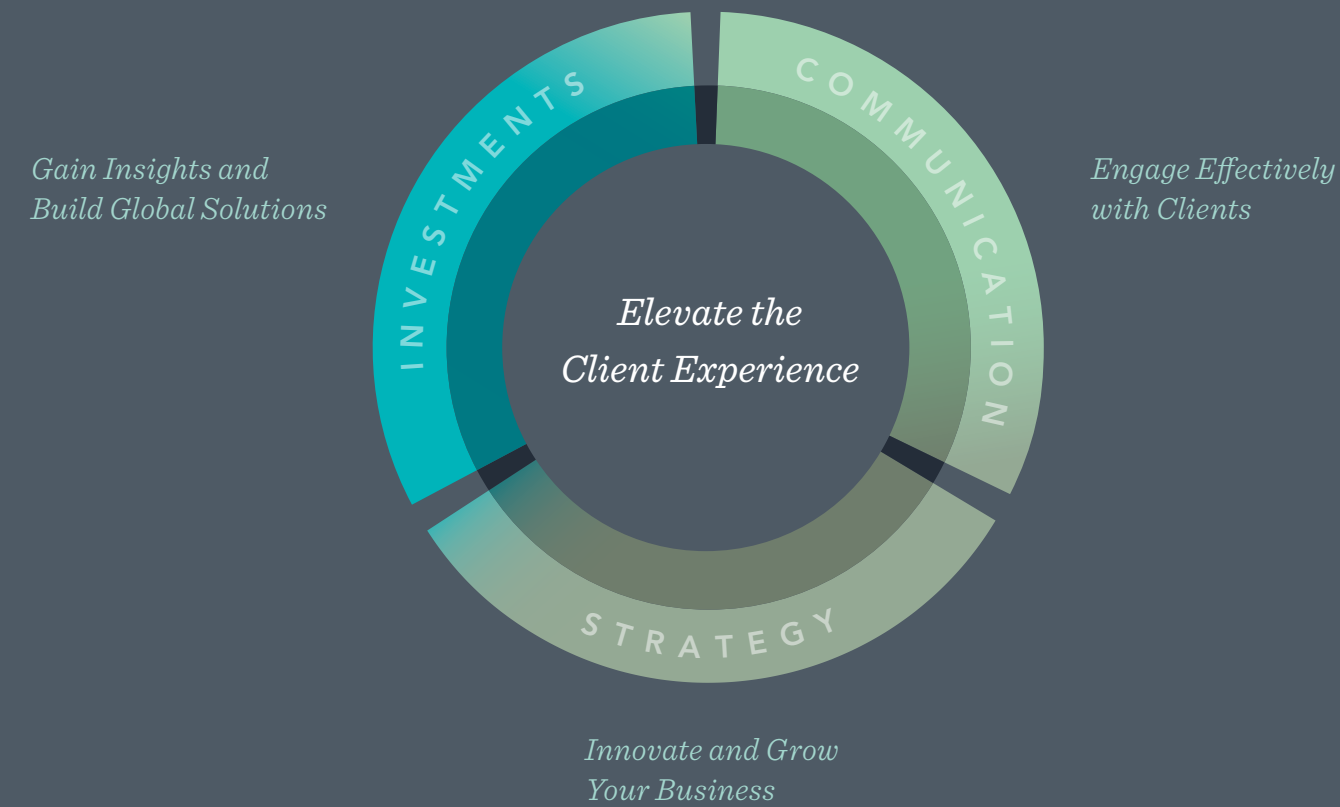 INVESTMENTS
COMMUNICATION
Gain Insights and
Build Global Solutions
Engage Effectively
with Clients
Elevate the
Client Experience
STRATEGY
Innovate and Grow
Your Business